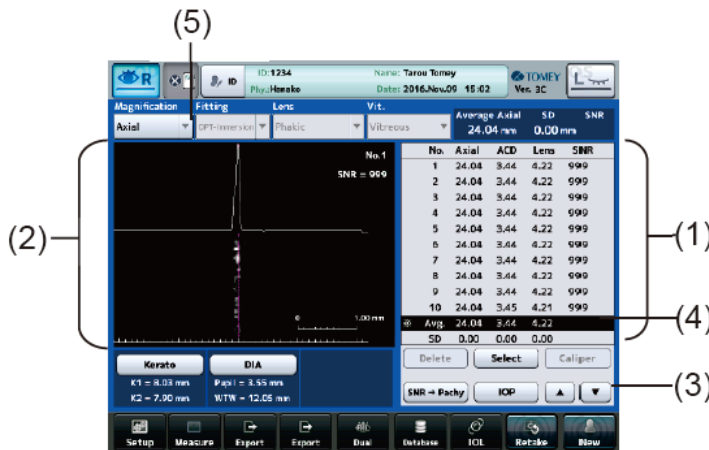 (5)
R
ID
ID:1234 Name: Tarou Tomey
Phy.:Hanako Date: 2016.Nov.09 15:02
TOMEY
Ver. 3C
L
Magnification Fitting Lens Vit.
Axial OPT-Immersion Phakic Vitreous
Average Axial SD SNR
24.04 mm 0.00 mm
No.1
SNR = 999
0 1.00 mm
No. Axial ACD Lens SNR
1 24.04 3.44 4.22 999
2 24.04 3.44 4.22 999
3 24.04 3.44 4.22 999
4 24.04 3.44 4.22 999
5 24.04 3.44 4.22 999
6 24.04 3.44 4.22 999
7 24.04 3.44 4.22 999
8 24.04 3.44 4.22 999
9 24.04 3.44 4.22 999
10 24.04 3.45 4.21 999
Avg. 24.04 3.44 4.22
SD 0.00 0.00 0.00
(2)
(1)
(4)
(3)
Kerato DIA
K1 = 8.03 mm Pupil = 3.55 mm
K2 = 7.90 mm WTW = 12.05 mm
Delete Select Caliper
SNR → Pachy IOP ▲ ▼
Setup Measure Export Export Dual Database IOL Retake New